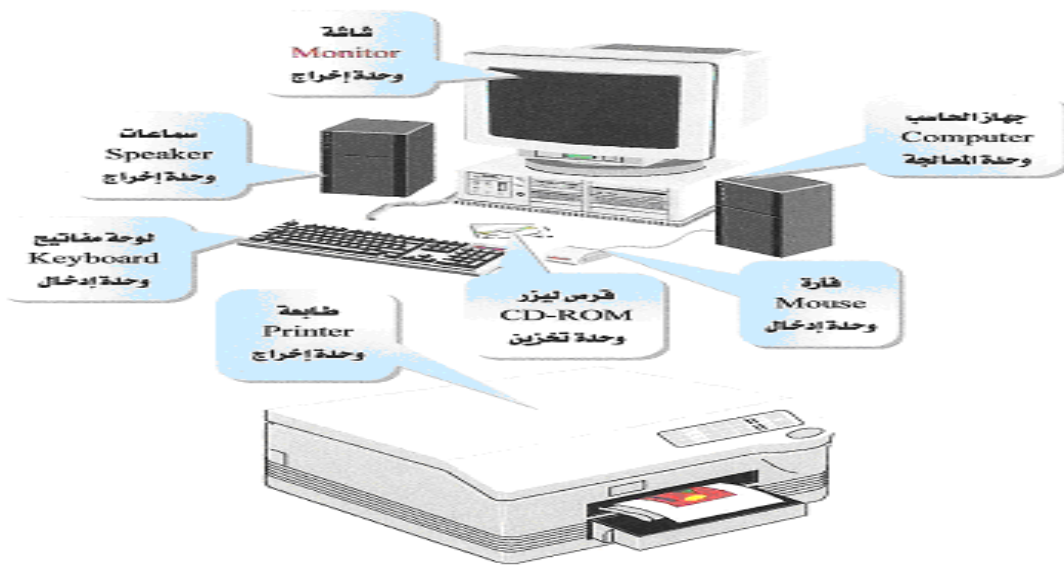 شاشة
Monitor
وحدة إخراج
سماعات
Speaker
وحدة إخراج
جهاز الحاسب
Computer
وحدة المعالجة
لوحة مفاتيح
Keyboard
وحدة إدخال
قرص ليزر
CD-ROM
وحدة تخزين
فارة
Mouse
وحدة إدخال
طابعة
Printer
وحدة إخراج